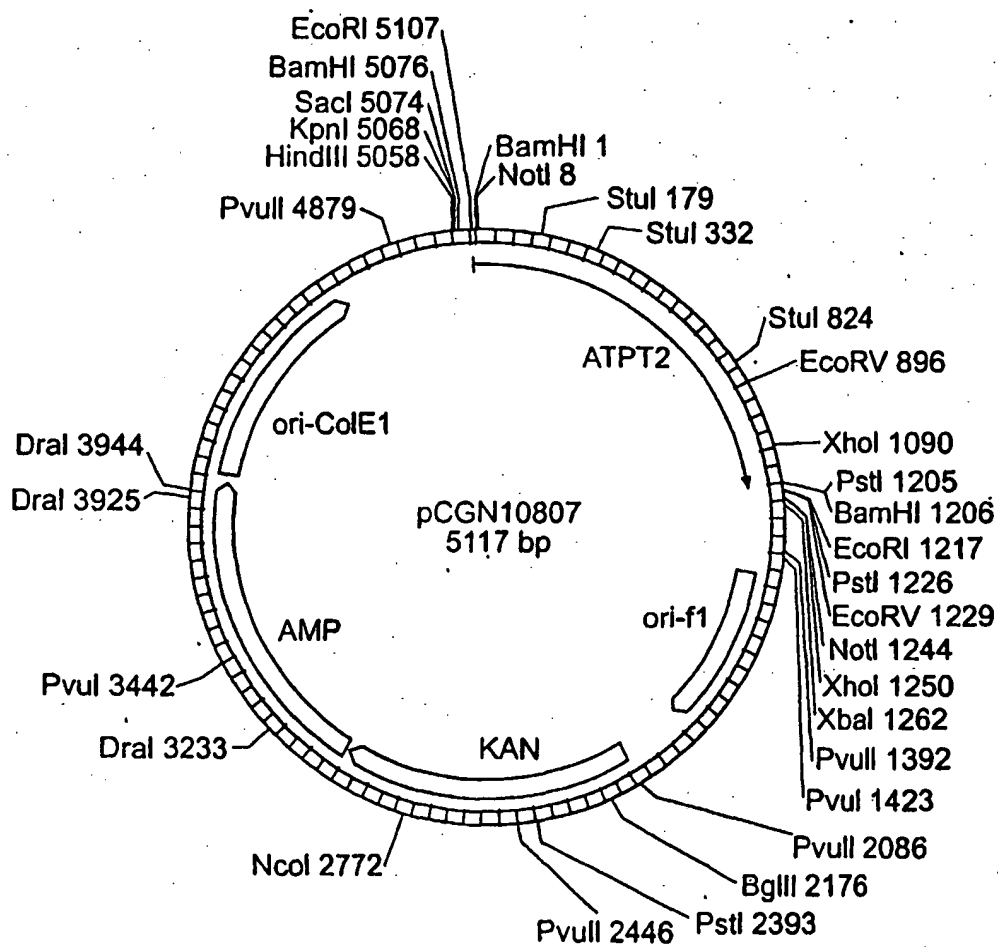 EcoRI 5107
BamHI 5076
SacI 5074
KpnI 5068
HindIII 5058
PvuII 4879
BamHI 1
NotI 8
StuI 179
StuI 332
StuI 824
EcoRV 896
XhoI 1090
PstI 1205
BamHI 1206
EcoRI 1217
PstI 1226
EcoRV 1229
NotI 1244
XhoI 1250
XbaI 1262
PvuII 1392
PvuI 1423
PvuII 2086
BglII 2176
PstI 2393
PvuII 2446
NcoI 2772
DraI 3233
PvuI 3442
DraI 3925
DraI 3944
ATPT2
ori-ColE1
pCGN10807
5117 bp
ori-f1
AMP
KAN